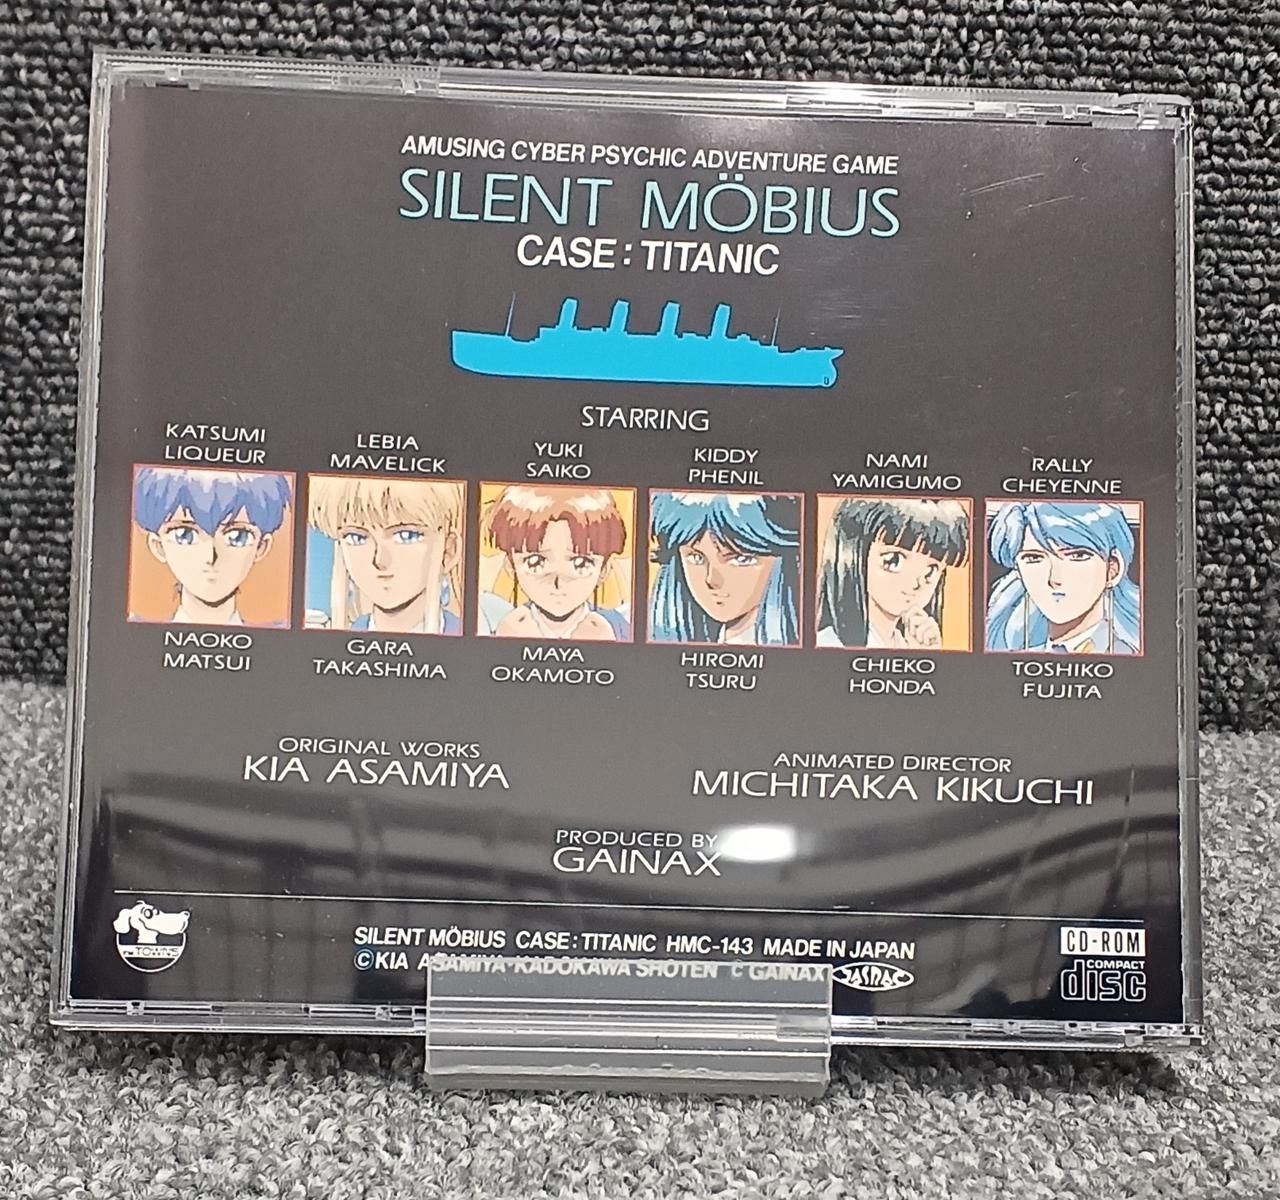 AMUSING CYBER PSYCHIC ADVENTURE GAME
SILENT MÖBIUS
CASE : TITANIC
STARRING
KATSUMI
LIQUEUR
LEBIA
MAVELICK
YUKI
SAIKO
KIDDY
PHENIL
NAMI
YAMIGUMO
RALLY
CHEYENNE
NAOKO
MATSUI
GARA
TAKASHIMA
MAYA
OKAMOTO
HIROMI
TSURU
CHIEKO
HONDA
TOSHIKO
FUJITA
ORIGINAL WORKS
KIA ASAMIYA
ANIMATED DIRECTOR
MICHITAKA KIKUCHI
PRODUCED BY
GAINAX
FM TOWNS
SILENT MÖBIUS CASE : TITANIC HMC-143 MADE IN JAPAN
© KIA ASAMIYA · KADOKAWA SHOTEN © GAINAX JASRAC
CD-ROM
COMPACT
disc